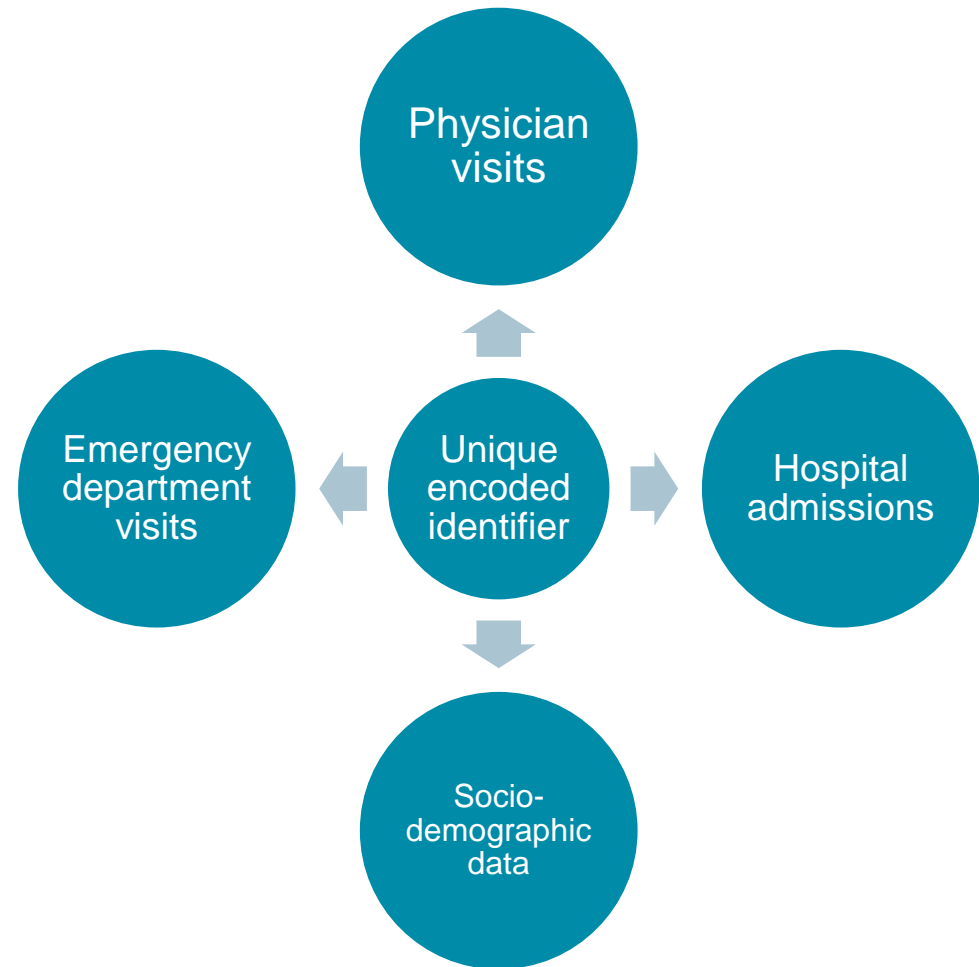 Physician
visits
Emergency
department
visits
Unique
encoded
identifier
Hospital
admissions
Socio-
demographic
data